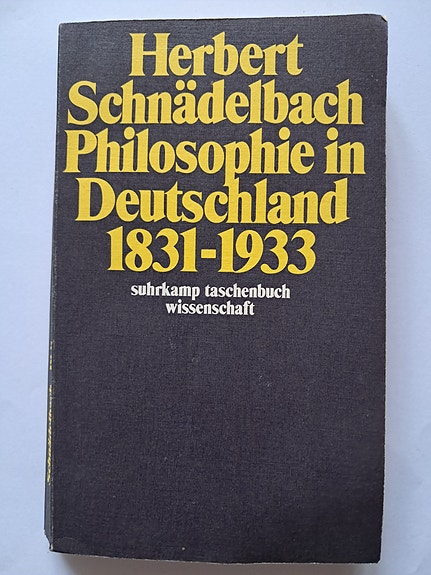 Herbert
Schnädelbach
Philosophie in
Deutschland
1831-1933
suhrkamp taschenbuch
wissenschaft